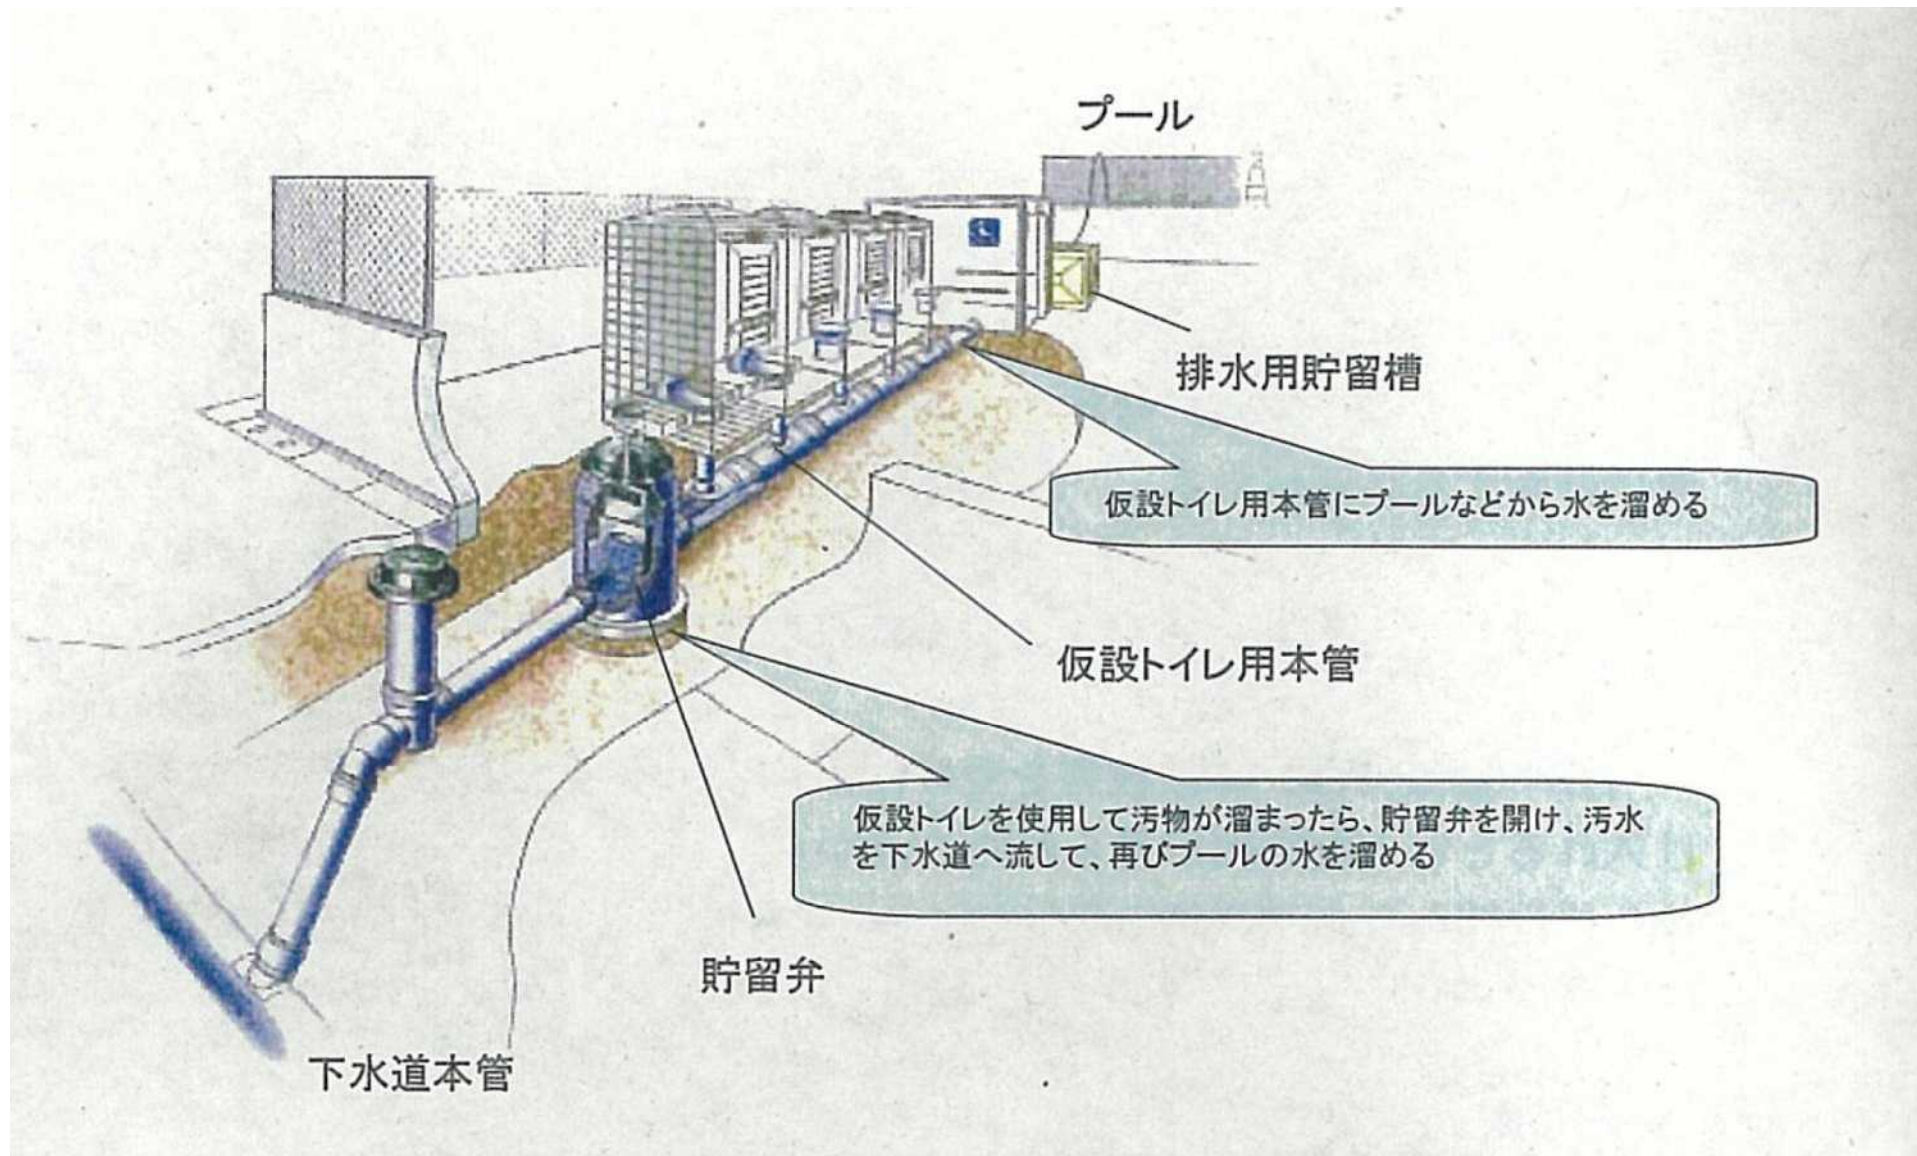 プール
排水用貯留槽
仮設トイレ用本管にプールなどから水を溜める
仮設トイレ用本管
仮設トイレを使用して汚物が溜まったら、貯留弁を開け、汚水
を下水道へ流して、再びプールの水を溜める
貯留弁
下水道本管